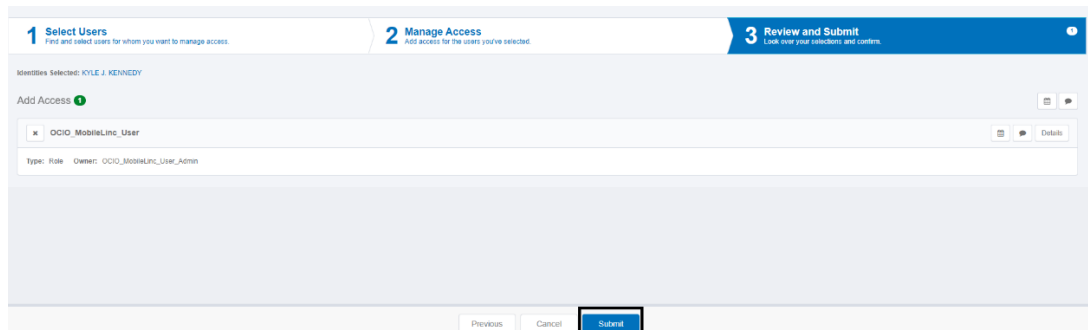 1 Select Users
Find and select users for whom you want to manage access.
2 Manage Access
Add access for the users you've selected.
3 Review and Submit
Look over your selections and confirm.
1
Identities Selected: KYLE J. KENNEDY
Add Access 1
OCIO_MobileLinc_User
Details
Type: Role Owner: OCIO_MobileLinc_User_Admin
Previous Cancel Submit